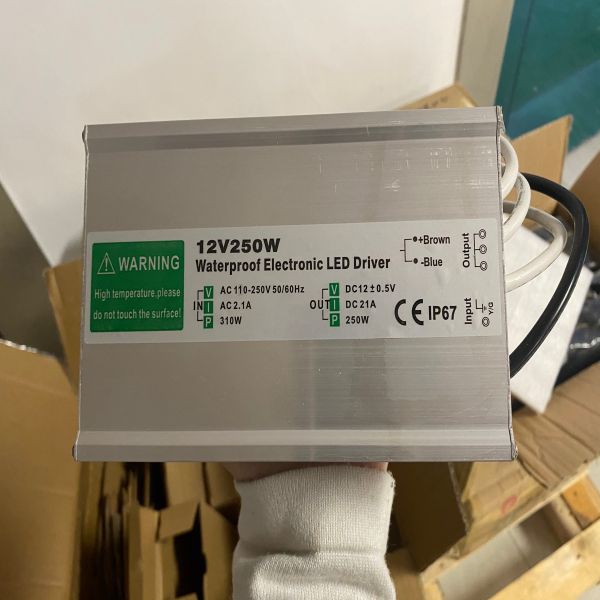 WARNING
High temperature,please
do not touch the surface!
12V250W
Waterproof Electronic LED Driver
IN
V AC 110-250V 50/60Hz
I AC 2.1A
P 310W
OUT
V DC12±0.5V
I DC 21A
P 250W
+Brown
-Blue
Output
CE IP67
Input
Y/G